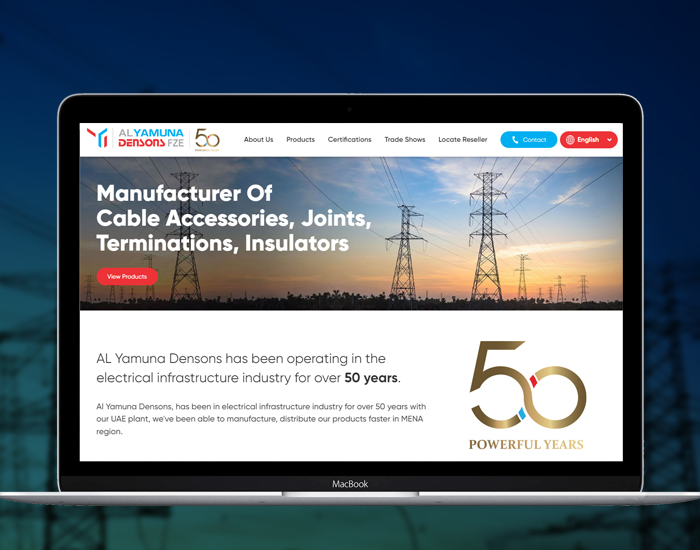 ALYAMUNA
DENSONS FZE
50
About Us
Products
Certifications
Trade Shows
Locate Reseller
Contact
English
Manufacturer Of
Cable Accessories, Joints,
Terminations, Insulators
View Products
AL Yamuna Densons has been operating in the
electrical infrastructure industry for over 50 years.
Al Yamuna Densons, has been in electrical infrastructure industry for over 50 years with
our UAE plant, we've been able to manufacture, distribute our products faster in MENA
region.
50
POWERFUL YEARS
MacBook